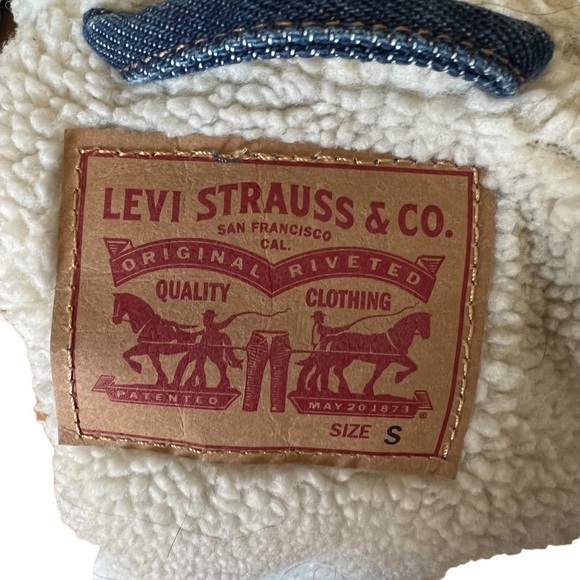 LEVI STRAUSS & CO.
SAN FRANCISCO
CAL.
ORIGINAL RIVETED
QUALITY CLOTHING
PATENTED MAY 20 1873 ®
SIZE S